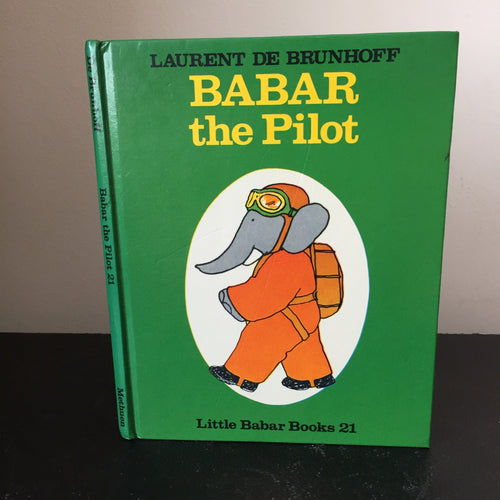 LAURENT DE BRUNHOFF
BABAR
the Pilot
Little Babar Books 21
De Brunhoff
Babar the Pilot 21
Methuen